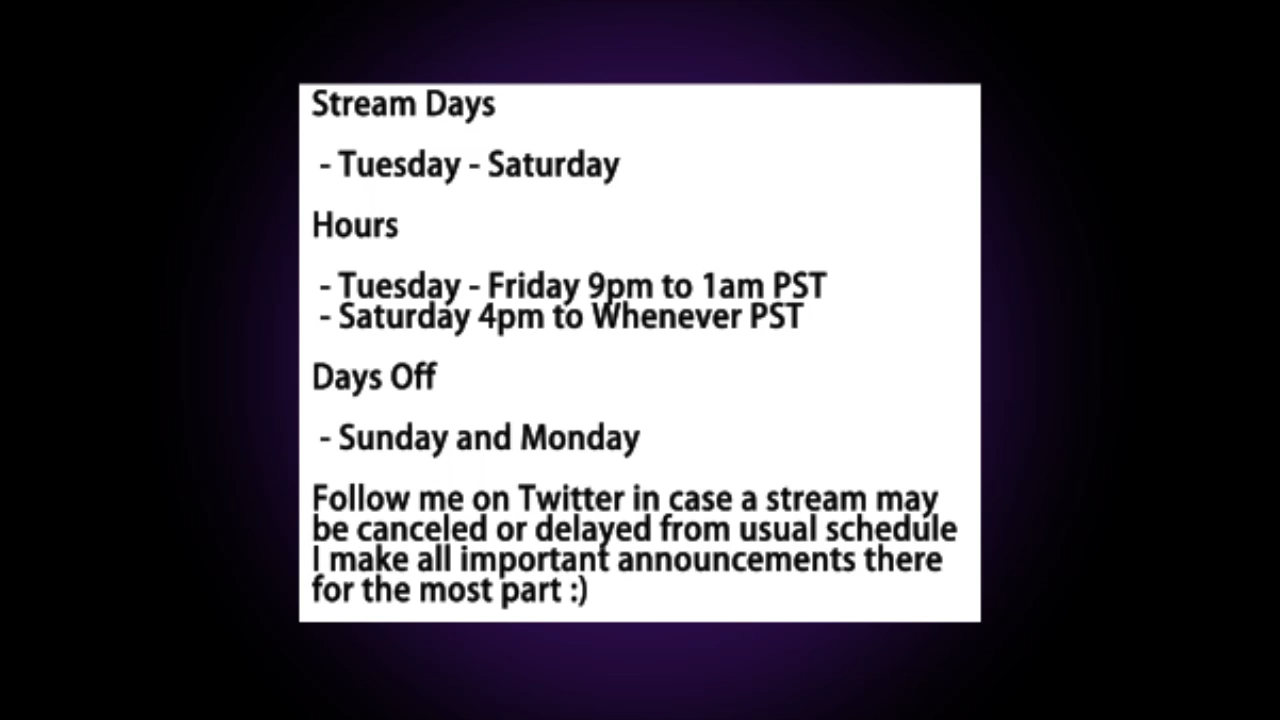 Stream Days
- Tuesday - Saturday
Hours
- Tuesday - Friday 9pm to 1am PST
- Saturday 4pm to Whenever PST
Days Off
- Sunday and Monday
Follow me on Twitter in case a stream may
be canceled or delayed from usual schedule
I make all important announcements there
for the most part :)